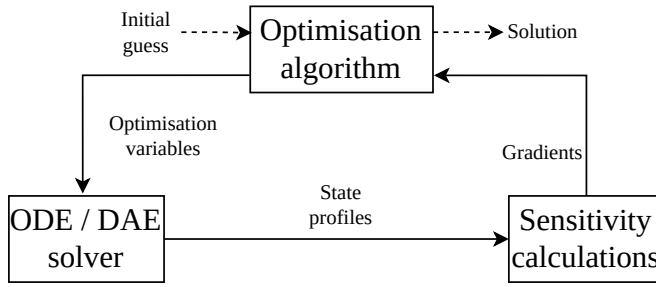 Initial
guess
Optimisation
algorithm
Solution
Optimisation
variables
Gradients
ODE / DAE
solver
State
profiles
Sensitivity
calculations